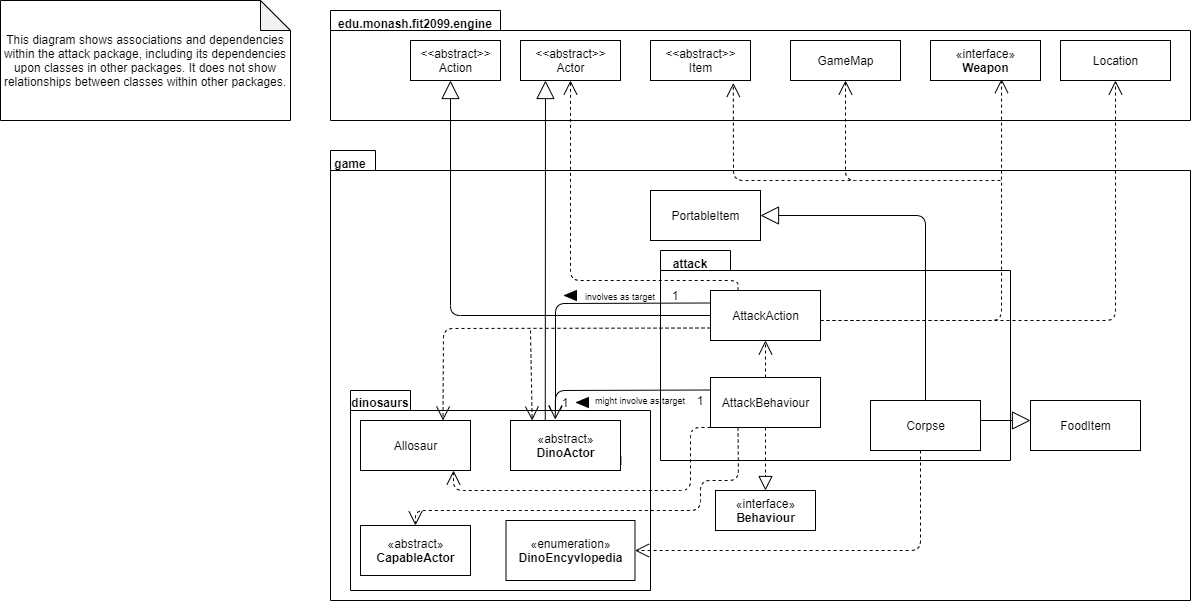 This diagram shows associations and dependencies
within the attack package, including its dependencies
upon classes in other packages. It does not show
relationships between classes within other packages.
edu.monash.fit2099.engine
<<abstract>>
Action
<<abstract>>
Actor
<<abstract>>
Item
GameMap
«interface»
Weapon
Location
game
PortableItem
attack
involves as target
1
AttackAction
dinosaurs
1
might involve as target
1
AttackBehaviour
Allosaur
«abstract»
DinoActor
Corpse
FoodItem
«interface»
Behaviour
«abstract»
CapableActor
«enumeration»
DinoEncyvlopedia